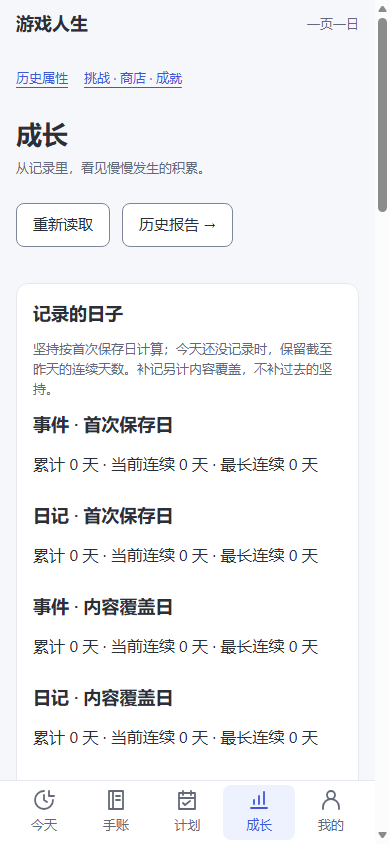 游戏人生
一页一日
历史属性
挑战 · 商店 · 成就
成长
从记录里，看见慢慢发生的积累。
重新读取
历史报告 →
记录的日子
坚持按首次保存日计算；今天还没记录时，保留截至
昨天的连续天数。补记另计内容覆盖，不补过去的坚
持。
事件 · 首次保存日
累计 0 天 · 当前连续 0 天 · 最长连续 0 天
日记 · 首次保存日
累计 0 天 · 当前连续 0 天 · 最长连续 0 天
事件 · 内容覆盖日
累计 0 天 · 当前连续 0 天 · 最长连续 0 天
日记 · 内容覆盖日
累计 0 天 · 当前连续 0 天 · 最长连续 0 天
今天
手账
计划
成长
我的